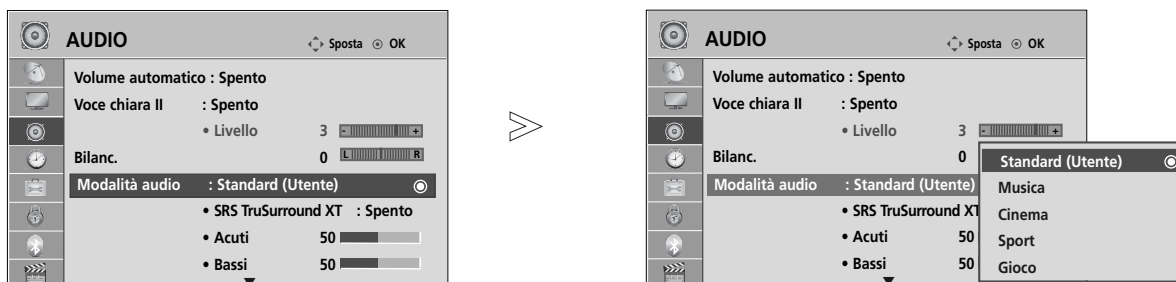 AUDIO
Sposta OK
Volume automatico : Spento
Voce chiara II : Spento
• Livello 3 - +
Bilanc. 0 L R
Modalità audio : Standard (Utente)
• SRS TruSurround XT : Spento
• Acuti 50
• Bassi 50
AUDIO
Sposta OK
Volume automatico : Spento
Voce chiara II : Spento
• Livello 3 - +
Bilanc. 0
Modalità audio : Standard (Utente)
• SRS TruSurround XT
• Acuti 50
• Bassi 50
Standard (Utente)
Musica
Cinema
Sport
Gioco